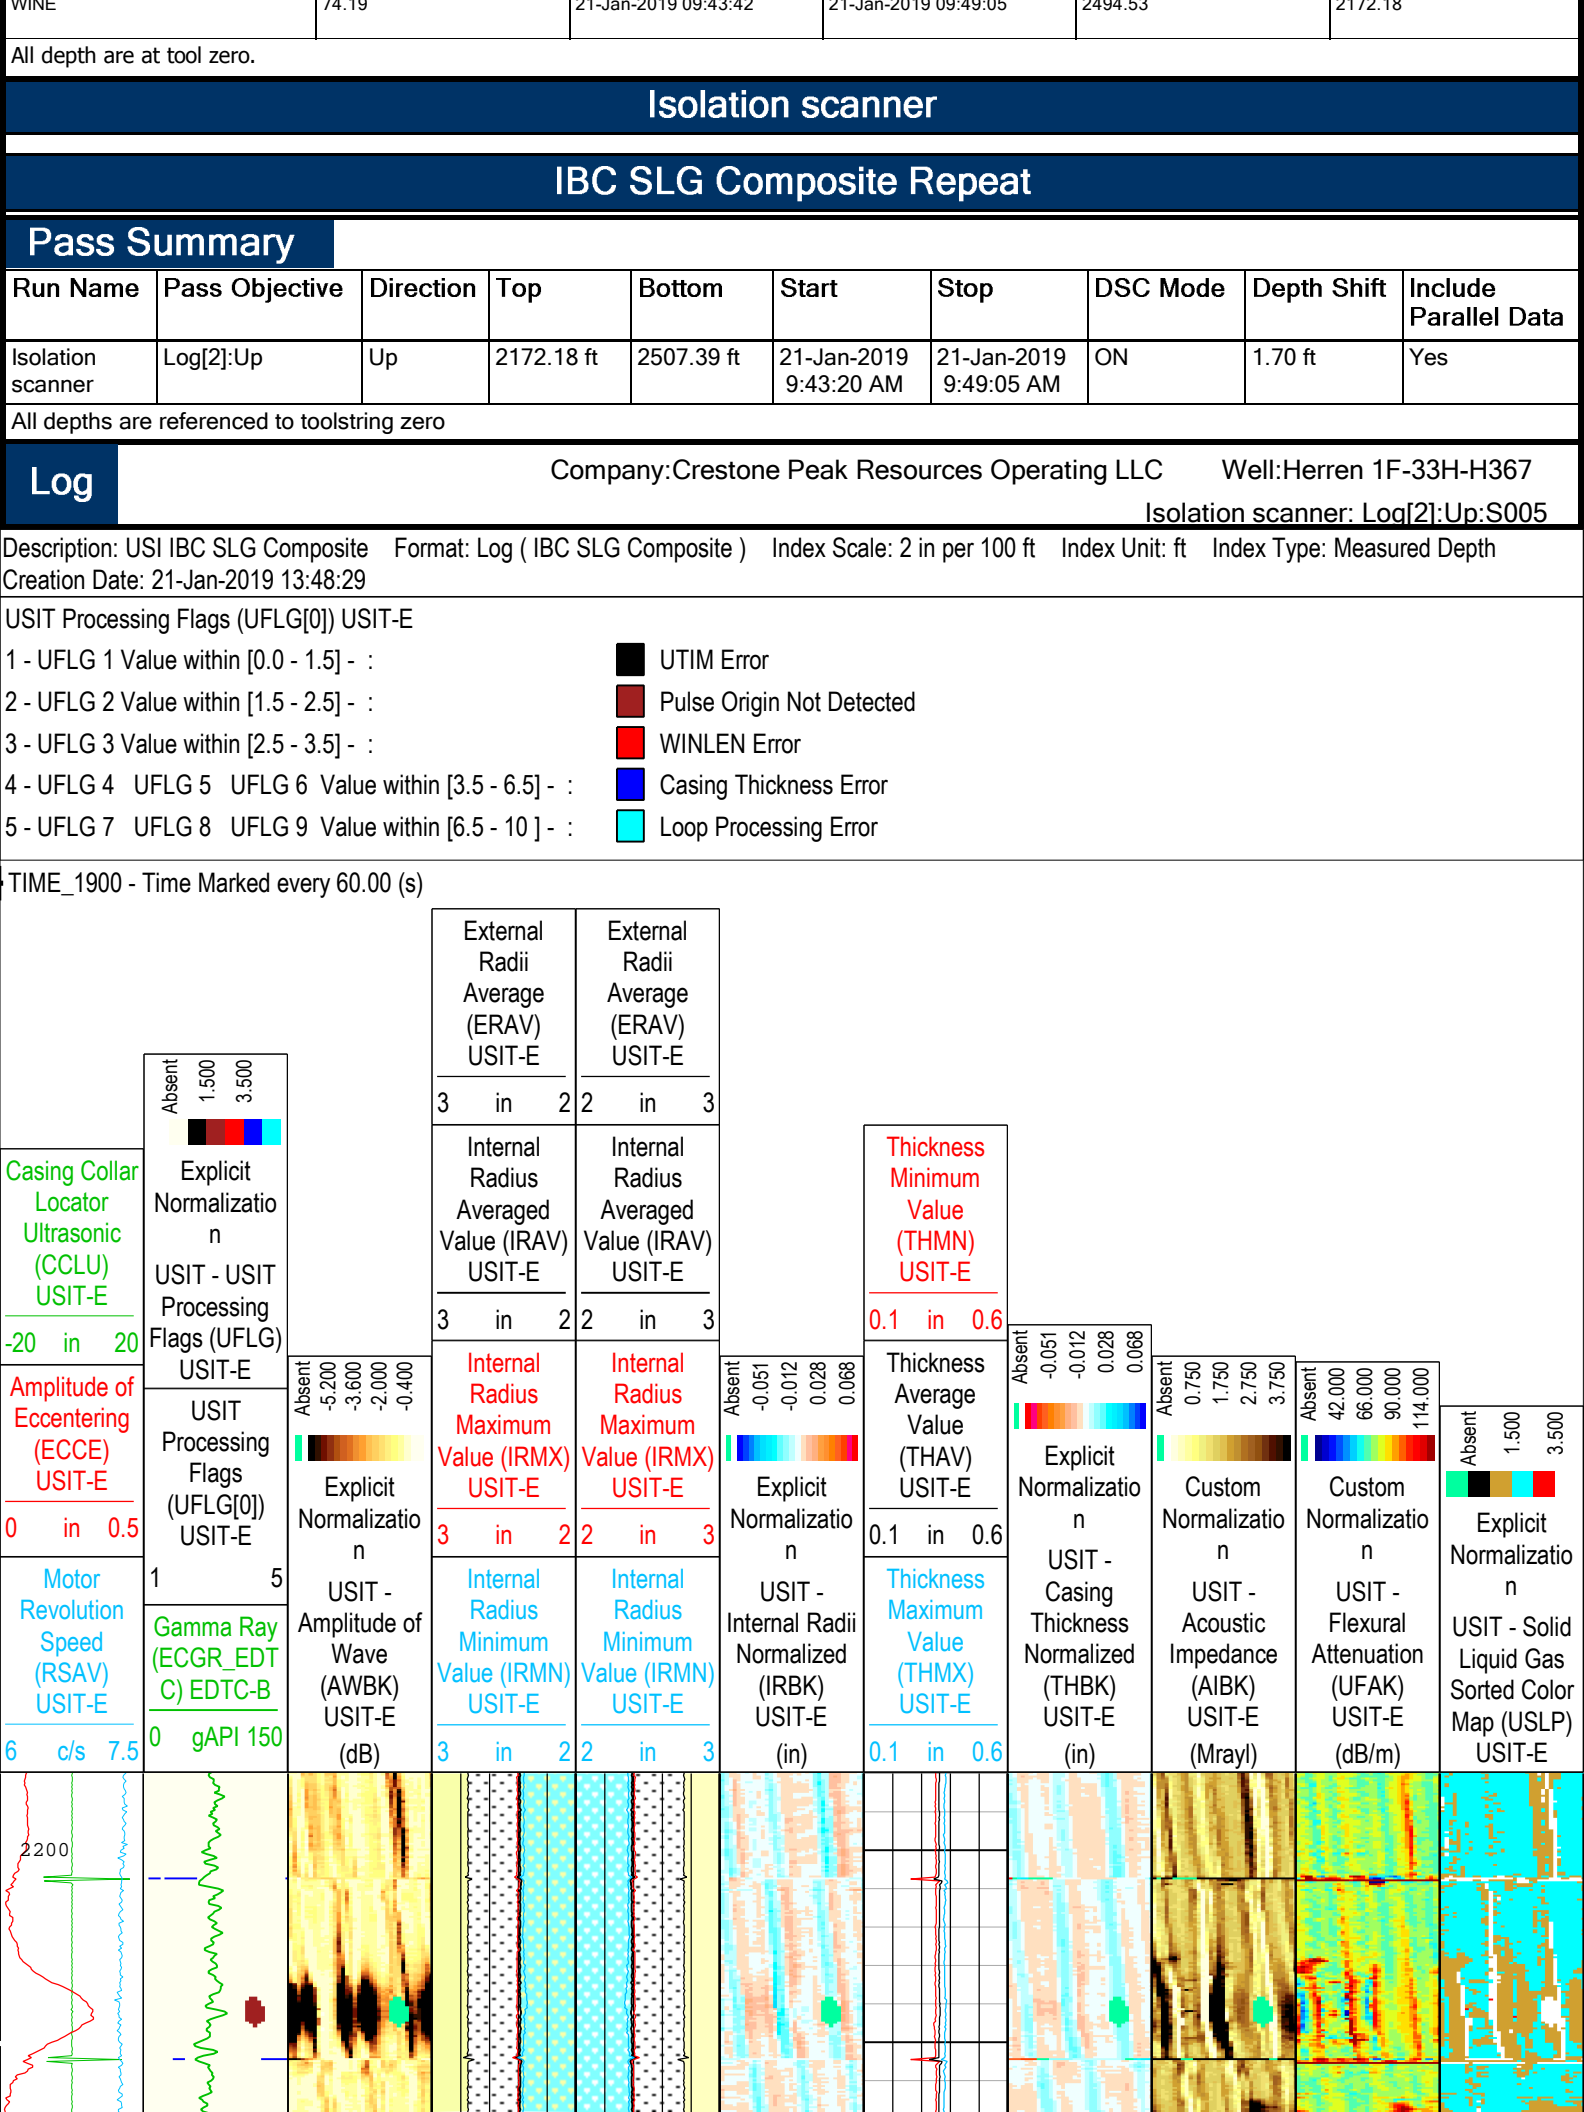 WINE 74.19 21-Jan-2019 09:43:42 21-Jan-2019 09:49:05 2494.53 2172.18
All depth are at tool zero.
Isolation scanner
IBC SLG Composite Repeat
Pass Summary
Run Name Pass Objective Direction Top Bottom Start Stop DSC Mode Depth Shift Include
Parallel Data
Isolation Log[2]:Up Up 2172.18 ft 2507.39 ft 21-Jan-2019 21-Jan-2019 ON 1.70 ft Yes
scanner 9:43:20 AM 9:49:05 AM
All depths are referenced to toolstring zero
Log
Company:Crestone Peak Resources Operating LLC Well:Herren 1F-33H-H367
Isolation scanner: Log[2]:Up:S005
Description: USI IBC SLG Composite Format: Log ( IBC SLG Composite ) Index Scale: 2 in per 100 ft Index Unit: ft Index Type: Measured Depth
Creation Date: 21-Jan-2019 13:48:29
USIT Processing Flags (UFLG[0]) USIT-E
1 - UFLG 1 Value within [0.0 - 1.5] - : UTIM Error
2 - UFLG 2 Value within [1.5 - 2.5] - : Pulse Origin Not Detected
3 - UFLG 3 Value within [2.5 - 3.5] - : WINLEN Error
4 - UFLG 4 UFLG 5 UFLG 6 Value within [3.5 - 6.5] - : Casing Thickness Error
5 - UFLG 7 UFLG 8 UFLG 9 Value within [6.5 - 10 ] - : Loop Processing Error
TIME_1900 - Time Marked every 60.00 (s)
Casing Collar
Locator
Ultrasonic
(CCLU)
USIT-E
-20 in 20
Amplitude of
Eccentering
(ECCE)
USIT-E
0 in 0.5
Motor
Revolution
Speed
(RSAV)
USIT-E
6 c/s 7.5
Absent
1.500
3.500
Explicit
Normalizatio
n
USIT - USIT
Processing
Flags (UFLG)
USIT-E
USIT
Processing
Flags
(UFLG[0])
USIT-E
1 5
Gamma Ray
(ECGR_EDT
C) EDTC-B
0 gAPI 150
Absent
-5.200
-3.600
-2.000
-0.400
Explicit
Normalizatio
n
USIT -
Amplitude of
Wave
(AWBK)
USIT-E
(dB)
External
Radii
Average
(ERAV)
USIT-E
3 in 2
Internal
Radius
Averaged
Value (IRAV)
USIT-E
3 in 2
Internal
Radius
Maximum
Value (IRMX)
USIT-E
3 in 2
Internal
Radius
Minimum
Value (IRMN)
USIT-E
3 in 2
External
Radii
Average
(ERAV)
USIT-E
2 in 3
Internal
Radius
Averaged
Value (IRAV)
USIT-E
2 in 3
Internal
Radius
Maximum
Value (IRMX)
USIT-E
2 in 3
Internal
Radius
Minimum
Value (IRMN)
USIT-E
2 in 3
Absent
-0.051
-0.012
0.028
0.068
Explicit
Normalizatio
n
USIT -
Internal Radii
Normalized
(IRBK)
USIT-E
(in)
Thickness
Minimum
Value
(THMN)
USIT-E
0.1 in 0.6
Thickness
Average
Value
(THAV)
USIT-E
0.1 in 0.6
Thickness
Maximum
Value
(THMX)
USIT-E
0.1 in 0.6
Absent
-0.051
-0.012
0.028
0.068
Explicit
Normalizatio
n
USIT -
Casing
Thickness
Normalized
(THBK)
USIT-E
(in)
Absent
0.750
1.750
2.750
3.750
Custom
Normalizatio
n
USIT -
Acoustic
Impedance
(AIBK)
USIT-E
(Mrayl)
Absent
42.000
66.000
90.000
114.000
Custom
Normalizatio
n
USIT -
Flexural
Attenuation
(UFAK)
USIT-E
(dB/m)
Absent
1.500
3.500
Explicit
Normalizatio
n
USIT - Solid
Liquid Gas
Sorted Color
Map (USLP)
USIT-E
2200